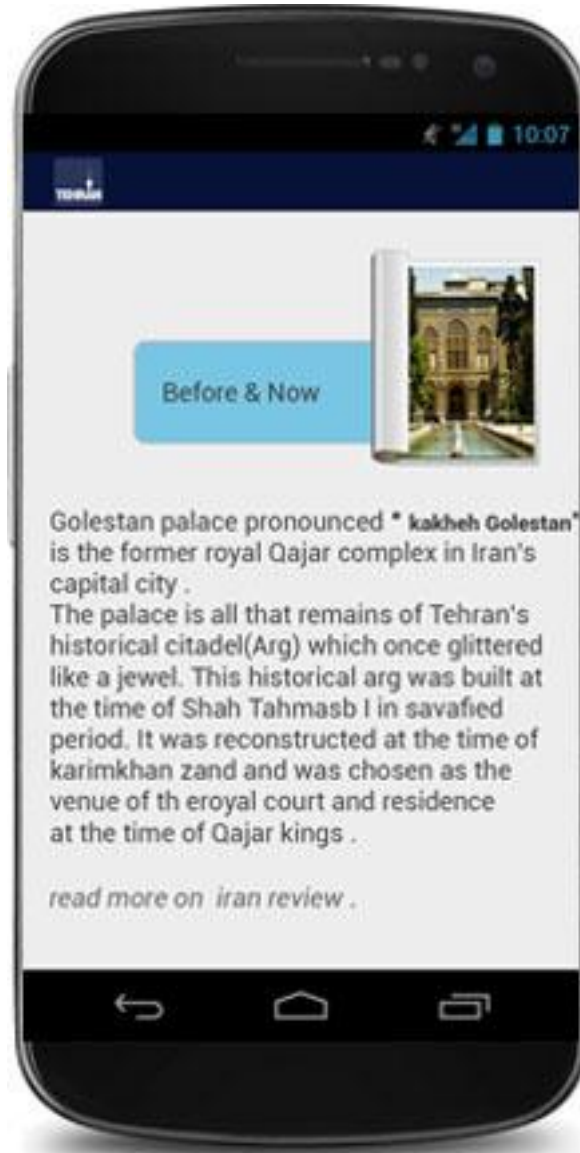 10:07
TEHRAN
Before & Now
Golestan palace pronounced " kakheh Golestan"
is the former royal Qajar complex in Iran's
capital city .
The palace is all that remains of Tehran's
historical citadel(Arg) which once glittered
like a jewel. This historical arg was built at
the time of Shah Tahmasb I in savafied
period. It was reconstructed at the time of
karimkhan zand and was chosen as the
venue of th eroyal court and residence
at the time of Qajar kings .
read more on iran review .